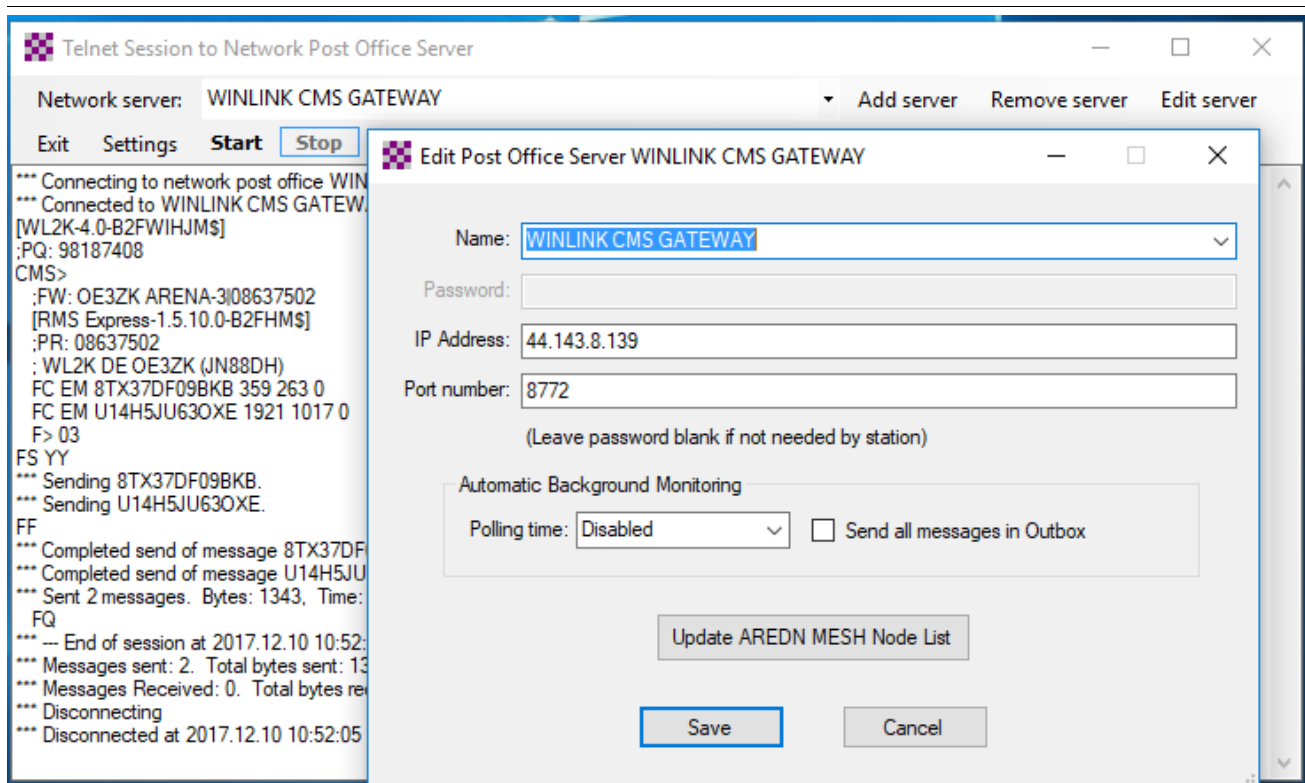 Telnet Session to Network Post Office Server
Network server: WINLINK CMS GATEWAY Add server Remove server Edit server
Exit Settings Start Stop
*** Connecting to network post office WIN
*** Connected to WINLINK CMS GATEW
[WL2K-4.0-B2FWIHJM$]
;PQ: 98187408
CMS>
;FW: OE3ZK ARENA-3|08637502
[RMS Express-1.5.10.0-B2FHM$]
;PR: 08637502
; WL2K DE OE3ZK (JN88DH)
FC EM 8TX37DF09BKB 359 263 0
FC EM U14H5JU63OXE 1921 1017 0
F> 03
FS YY
*** Sending 8TX37DF09BKB.
*** Sending U14H5JU63OXE.
FF
*** Completed send of message 8TX37DF
*** Completed send of message U14H5JU
*** Sent 2 messages. Bytes: 1343, Time:
FQ
*** --- End of session at 2017.12.10 10:52:
*** Messages sent: 2. Total bytes sent: 13
*** Messages Received: 0. Total bytes re
*** Disconnecting
*** Disconnected at 2017.12.10 10:52:05
Edit Post Office Server WINLINK CMS GATEWAY
Name: WINLINK CMS GATEWAY
Password:
IP Address: 44.143.8.139
Port number: 8772
(Leave password blank if not needed by station)
Automatic Background Monitoring
Polling time: Disabled Send all messages in Outbox
Update AREDN MESH Node List
Save Cancel